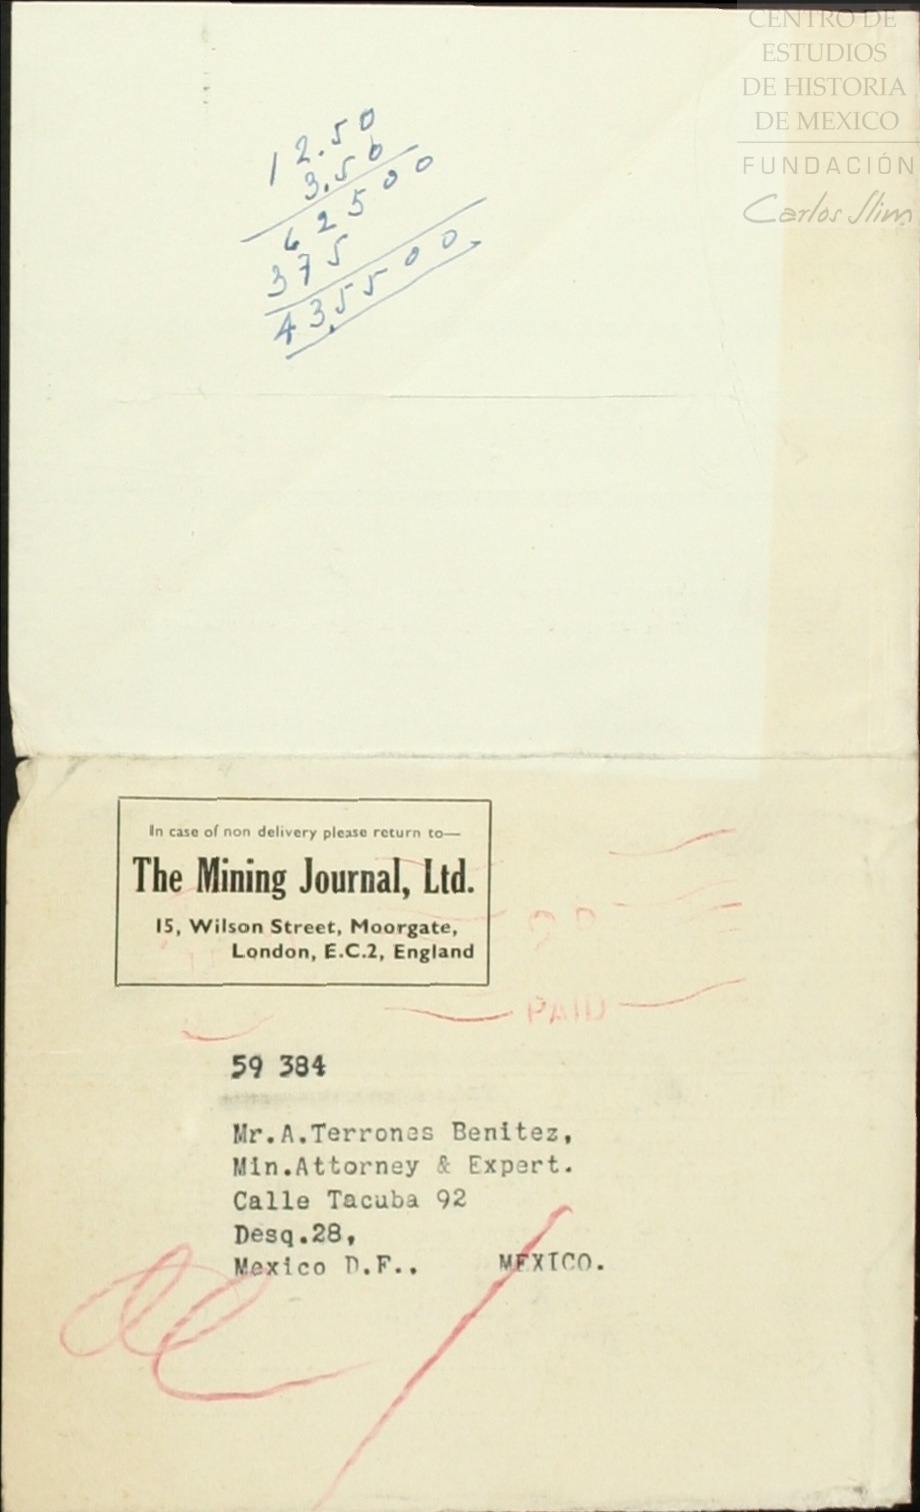 CENTRO DE
ESTUDIOS
DE HISTORIA
DE MEXICO
FUNDACIÓN
Carlos Slim
12.50
3.50
62500
375
43.5500
In case of non delivery please return to—
The Mining Journal, Ltd.
15, Wilson Street, Moorgate,
London, E.C.2, England
PAID
59 384
Mr.A.Terrones Benitez,
Min.Attorney & Expert.
Calle Tacuba 92
Desq.28,
Mexico D.F.. MEXICO.